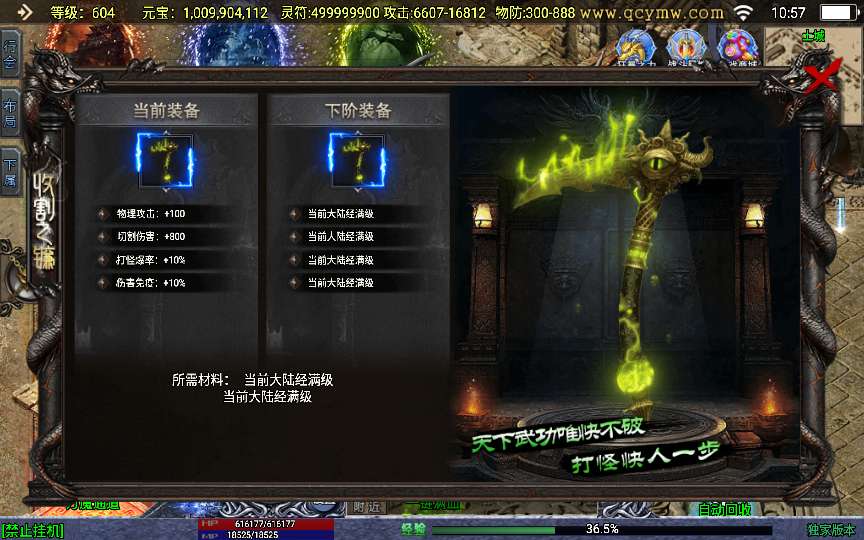 等级：604 元宝：1,009,904,112 灵符:499999900 攻击:6607-16812 物防:300-888 www.qcymw.com 10:57
土城
行会
布局
下属
收割之镰
当前装备
物理攻击：+100
切割伤害：+800
打怪爆率：+10%
伤害免疫：+10%
下阶装备
当前大陆经满级
当前人陆经满级
当前大陆经满级
当前大陆经满级
所需材料： 当前大陆经满级
当前大陆经满级
天下武功唯快不破
打怪快人一步
附近
自动回收
[禁止挂机]
HP 616177/616177
MP 18525/18525
经验 36.5%
独家版本